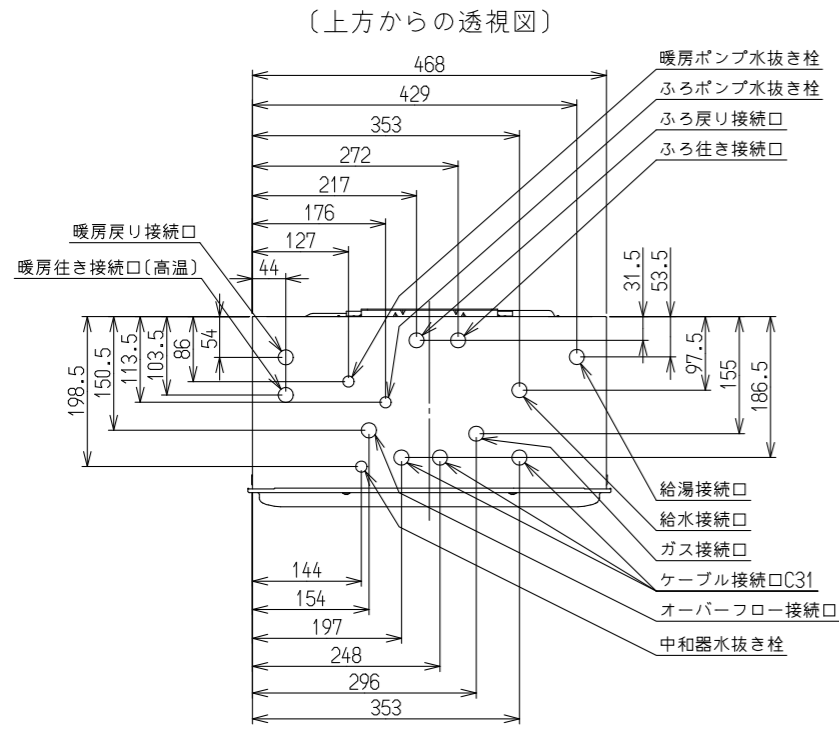 〔上方からの透視図〕
468
429
353
272
217
176
127
44
暖房ポンプ水抜き栓
ふろポンプ水抜き栓
ふろ戻り接続口
ふろ往き接続口
暖房戻り接続口
暖房往き接続口〔高温〕
198.5
150.5
113.5
103.5
86
54
31.5
53.5
97.5
155
186.5
給湯接続口
給水接続口
ガス接続口
ケーブル接続口C31
オーバーフロー接続口
中和器水抜き栓
144
154
197
248
296
353